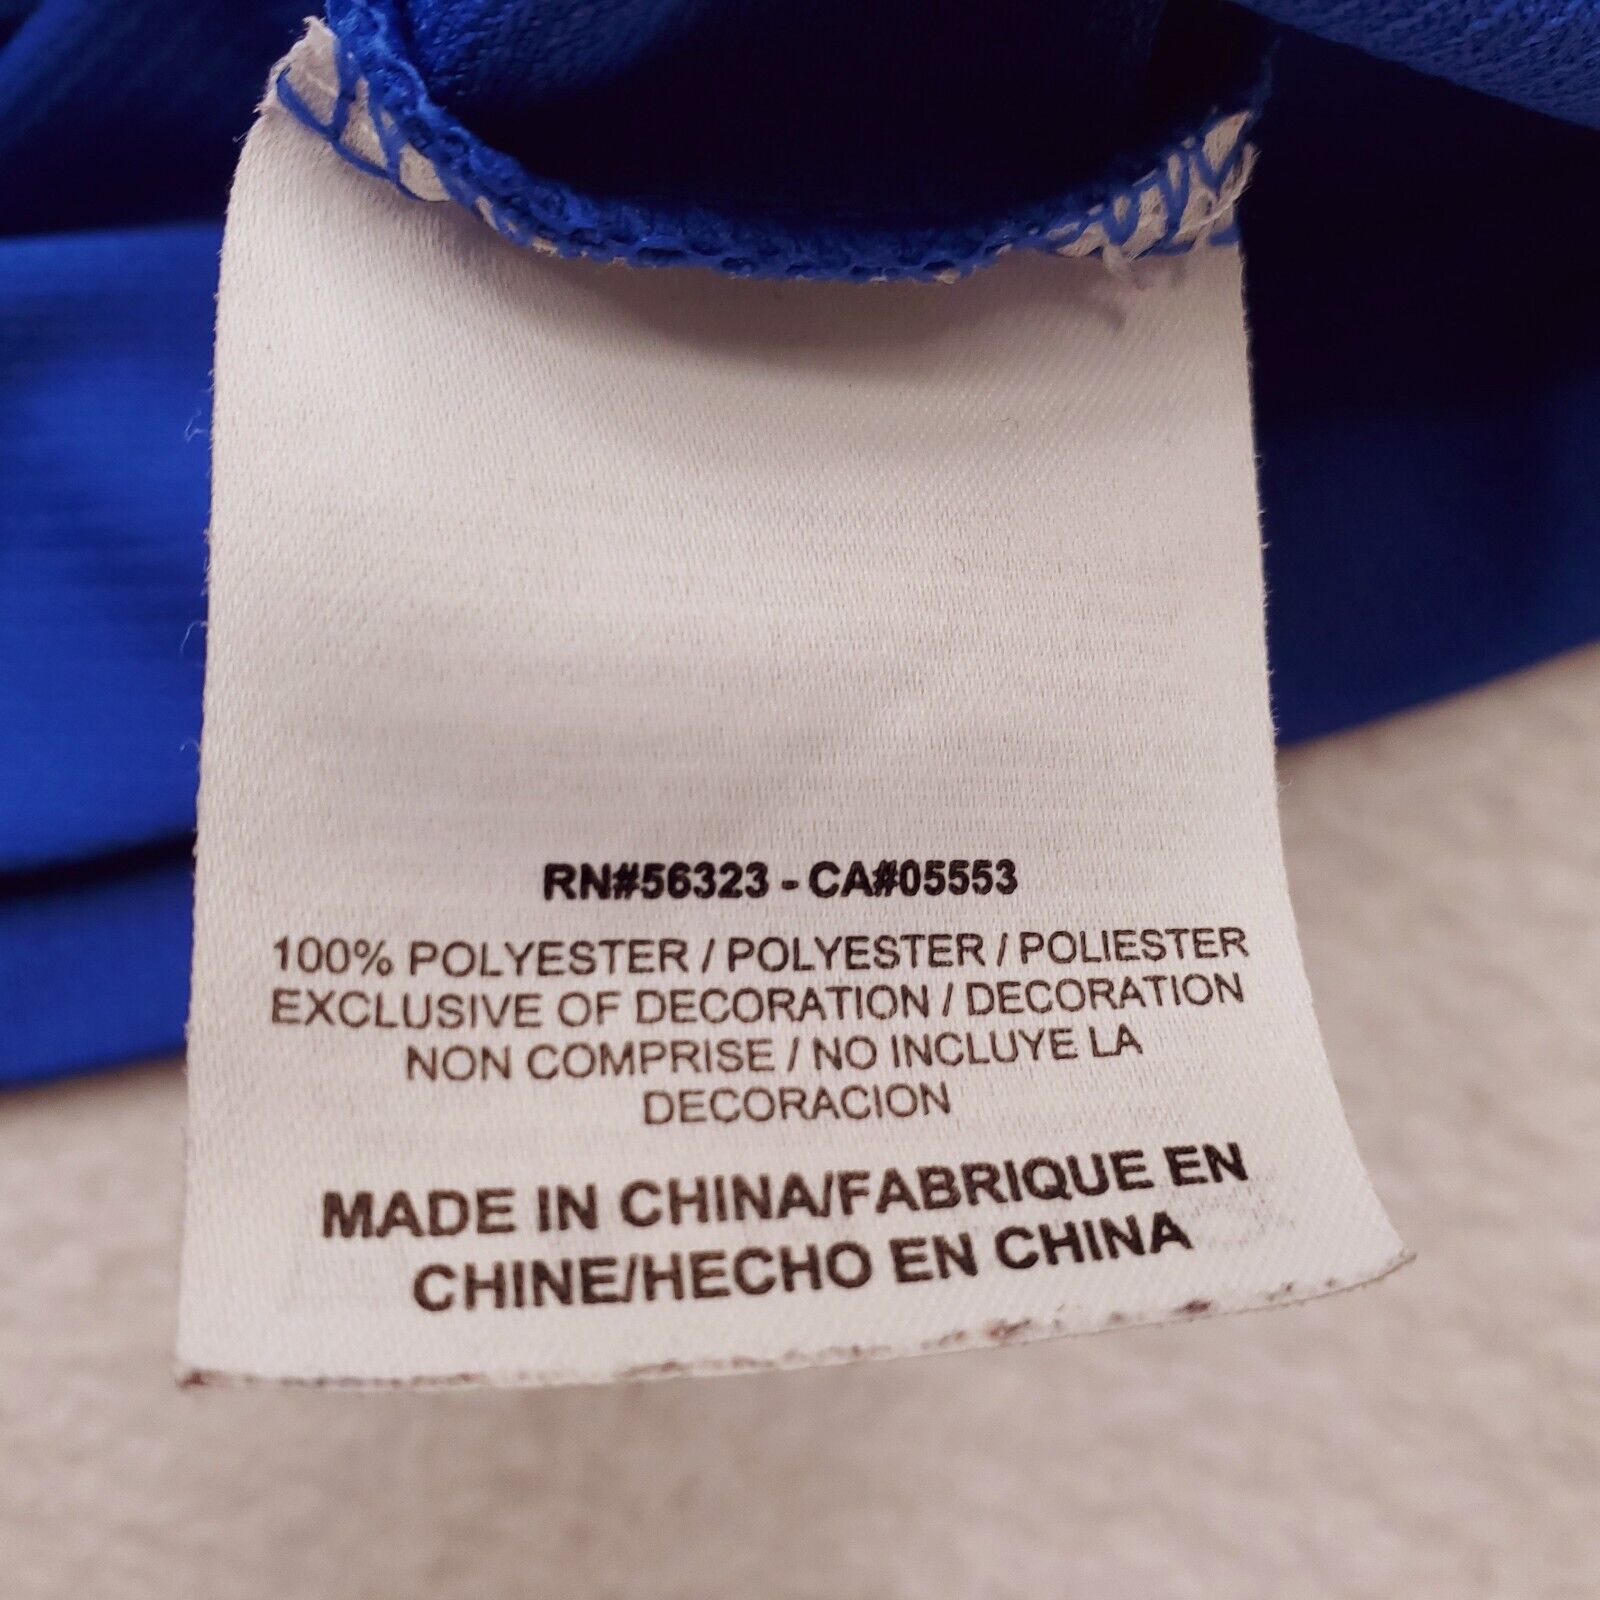 RN#56323 - CA#05553
100% POLYESTER / POLYESTER / POLIESTER
EXCLUSIVE OF DECORATION / DECORATION
NON COMPRISE / NO INCLUYE LA
DECORACION
MADE IN CHINA/FABRIQUE EN
CHINE/HECHO EN CHINA